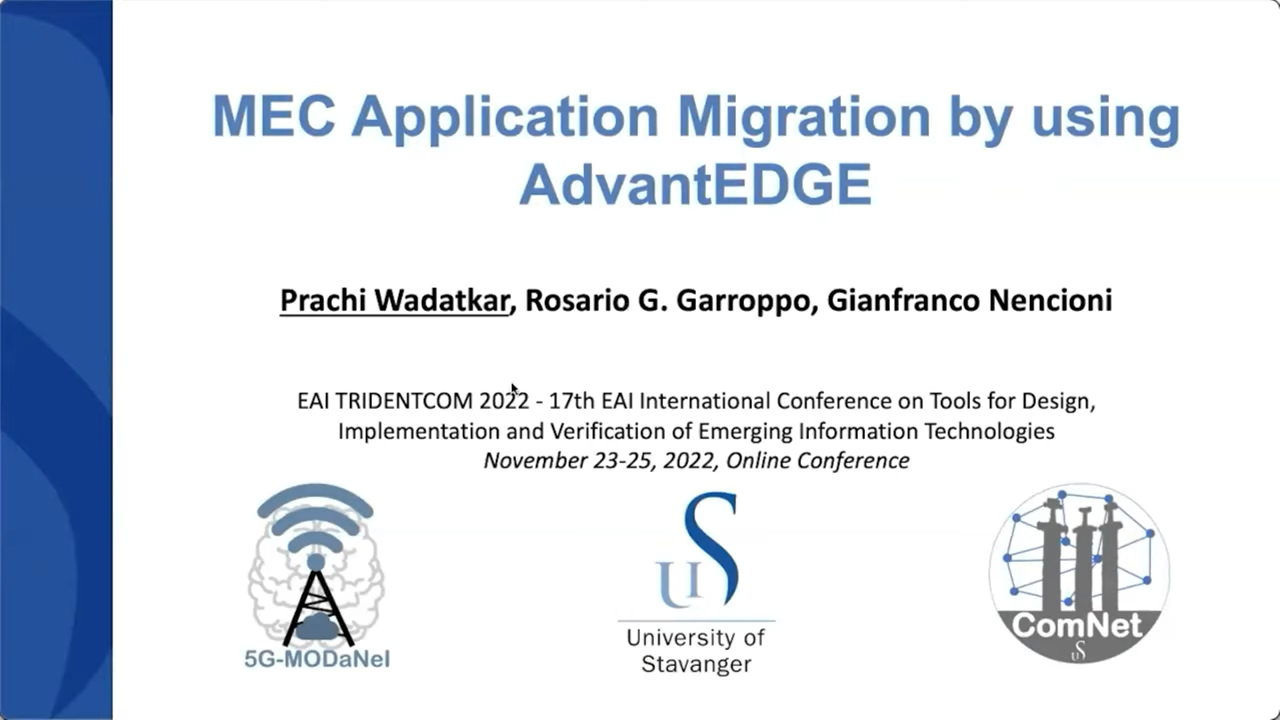 MEC Application Migration by using
AdvantEDGE
Prachi Wadatkar, Rosario G. Garroppo, Gianfranco Nencioni
EAI TRIDENTCOM 2022 - 17th EAI International Conference on Tools for Design,
Implementation and Verification of Emerging Information Technologies
November 23-25, 2022, Online Conference
5G-MODaNeI
US
University of
Stavanger
ComNet
US